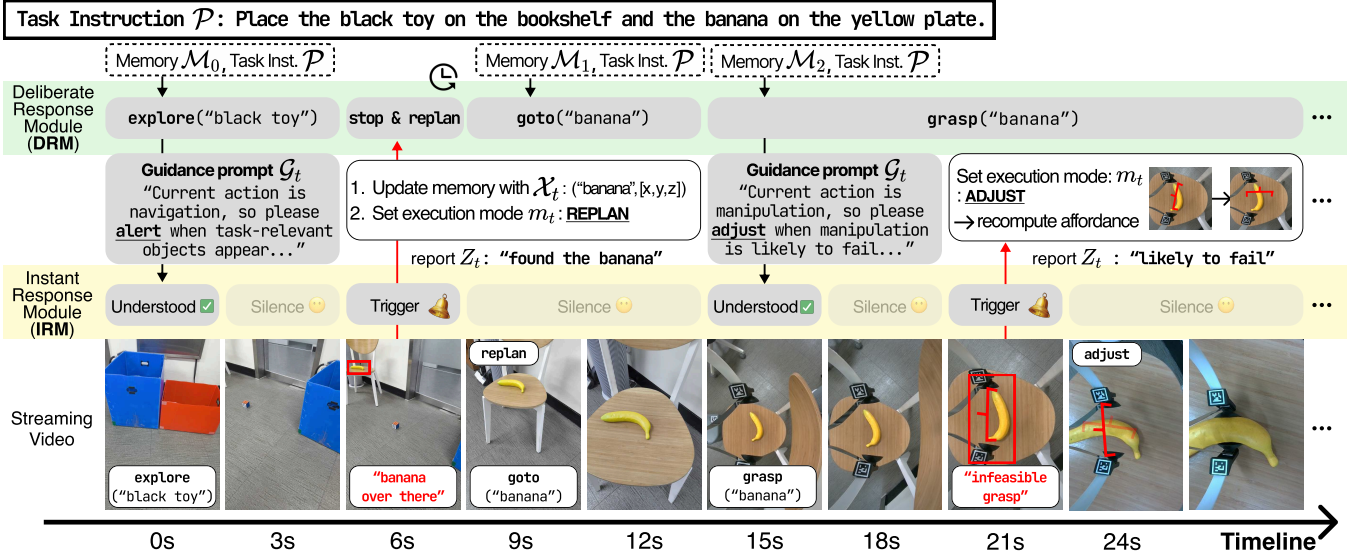 Task Instruction 𝒫: Place the black toy on the bookshelf and the banana on the yellow plate.
Memory ℳ₀, Task Inst. 𝒫
Memory ℳ₁, Task Inst. 𝒫
Memory ℳ₂, Task Inst. 𝒫
Deliberate
Response
Module
(DRM)
explore(“black toy”)
stop & replan
goto(“banana”)
grasp(“banana”)
...
Guidance prompt 𝒢ₜ
“Current action is
navigation, so please
alert when task-relevant
objects appear...”
1. Update memory with 𝒳ₜ: (“banana”,[x,y,z])
2. Set execution mode mₜ: REPLAN
report Zₜ: “found the banana”
Guidance prompt 𝒢ₜ
“Current action is
manipulation, so please
adjust when manipulation
is likely to fail...”
Set execution mode: mₜ
: ADJUST
→ recompute affordance
...
report Zₜ : “likely to fail”
Instant
Response
Module
(IRM)
Understood ✅
Silence 😶
Trigger 🔔
Silence 😶
Understood ✅
Silence 😶
Trigger 🔔
Silence 😶
...
Streaming
Video
explore
(“black toy”)
“banana
over there”
replan
goto
(“banana”)
grasp
(“banana”)
“infeasible
grasp”
adjust
...
0s
3s
6s
9s
12s
15s
18s
21s
24s
Timeline